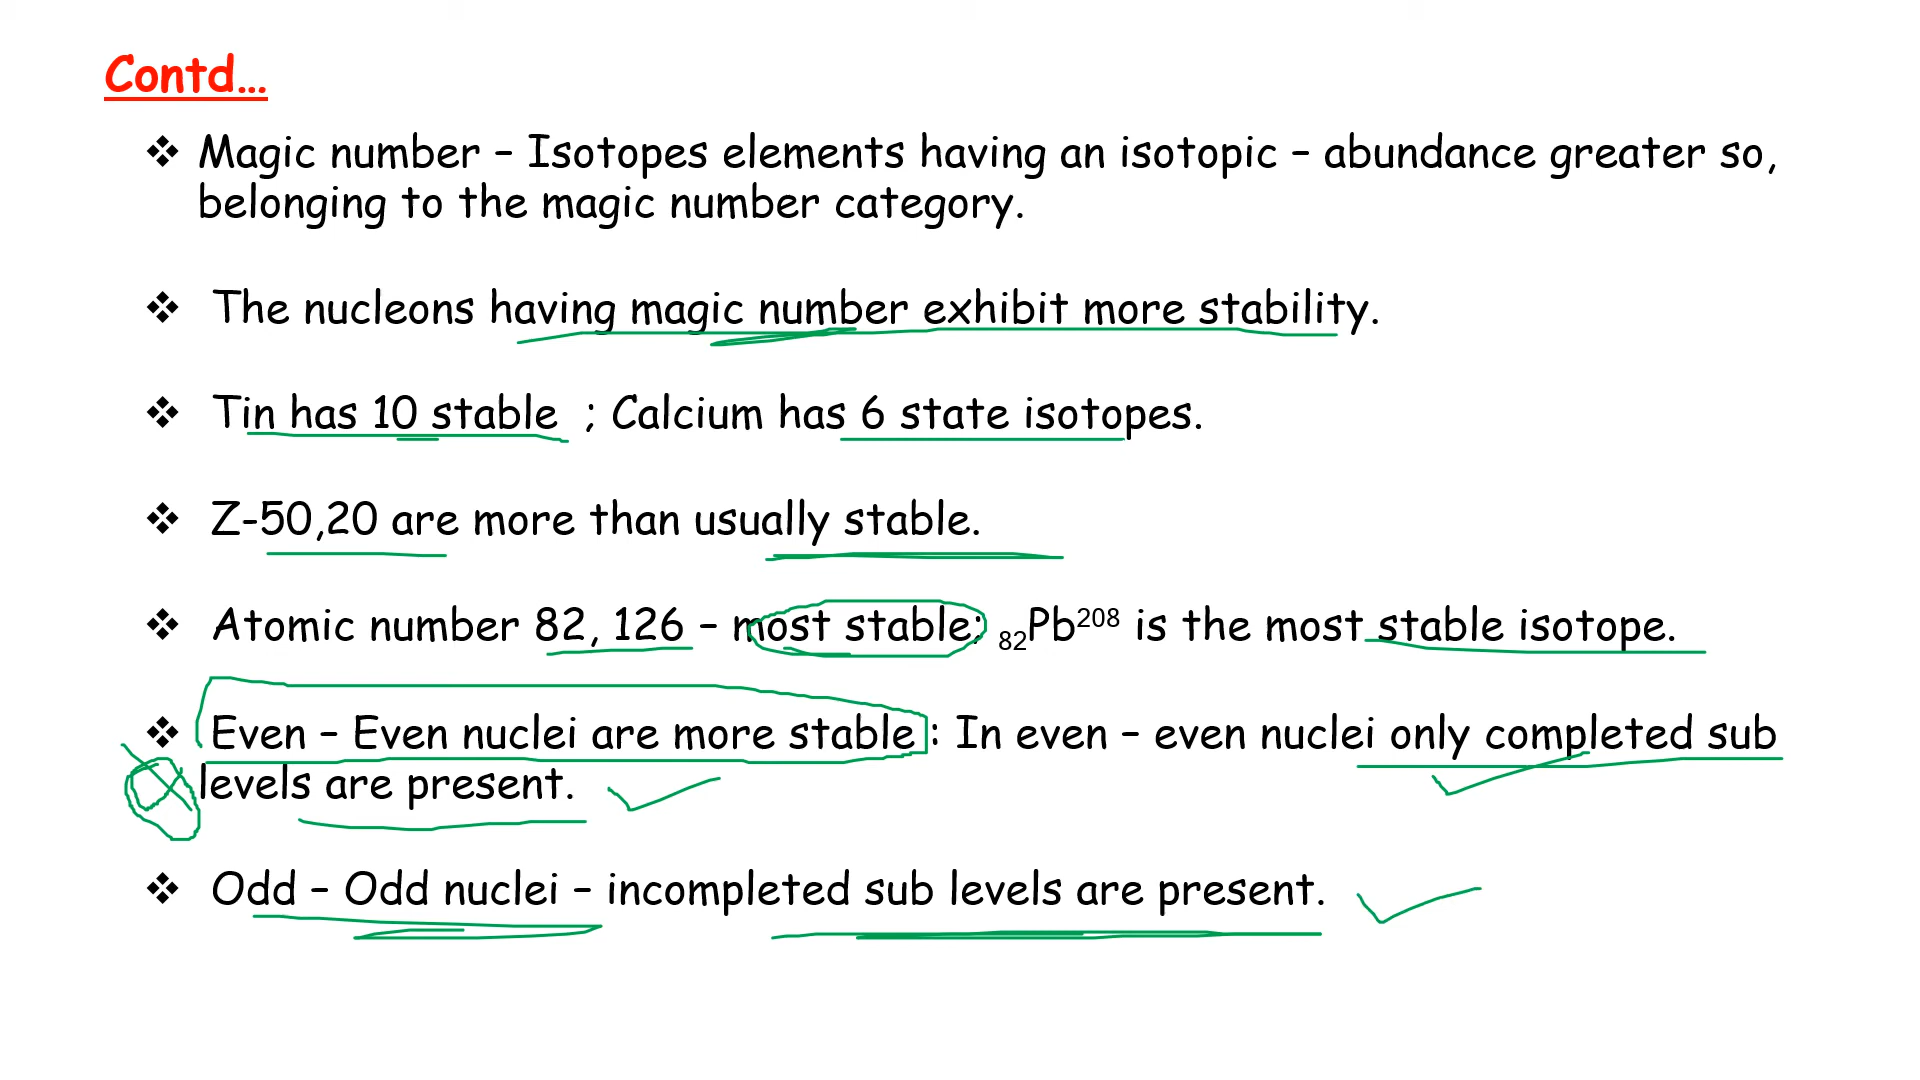 Contd...
❖ Magic number – Isotopes elements having an isotopic – abundance greater so,
belonging to the magic number category.
❖ The nucleons having magic number exhibit more stability.
❖ Tin has 10 stable ; Calcium has 6 state isotopes.
❖ Z-50,20 are more than usually stable.
❖ Atomic number 82, 126 – most stable; ₈₂Pb²⁰⁸ is the most stable isotope.
❖ Even – Even nuclei are more stable : In even – even nuclei only completed sub
levels are present.
❖ Odd – Odd nuclei – incompleted sub levels are present.